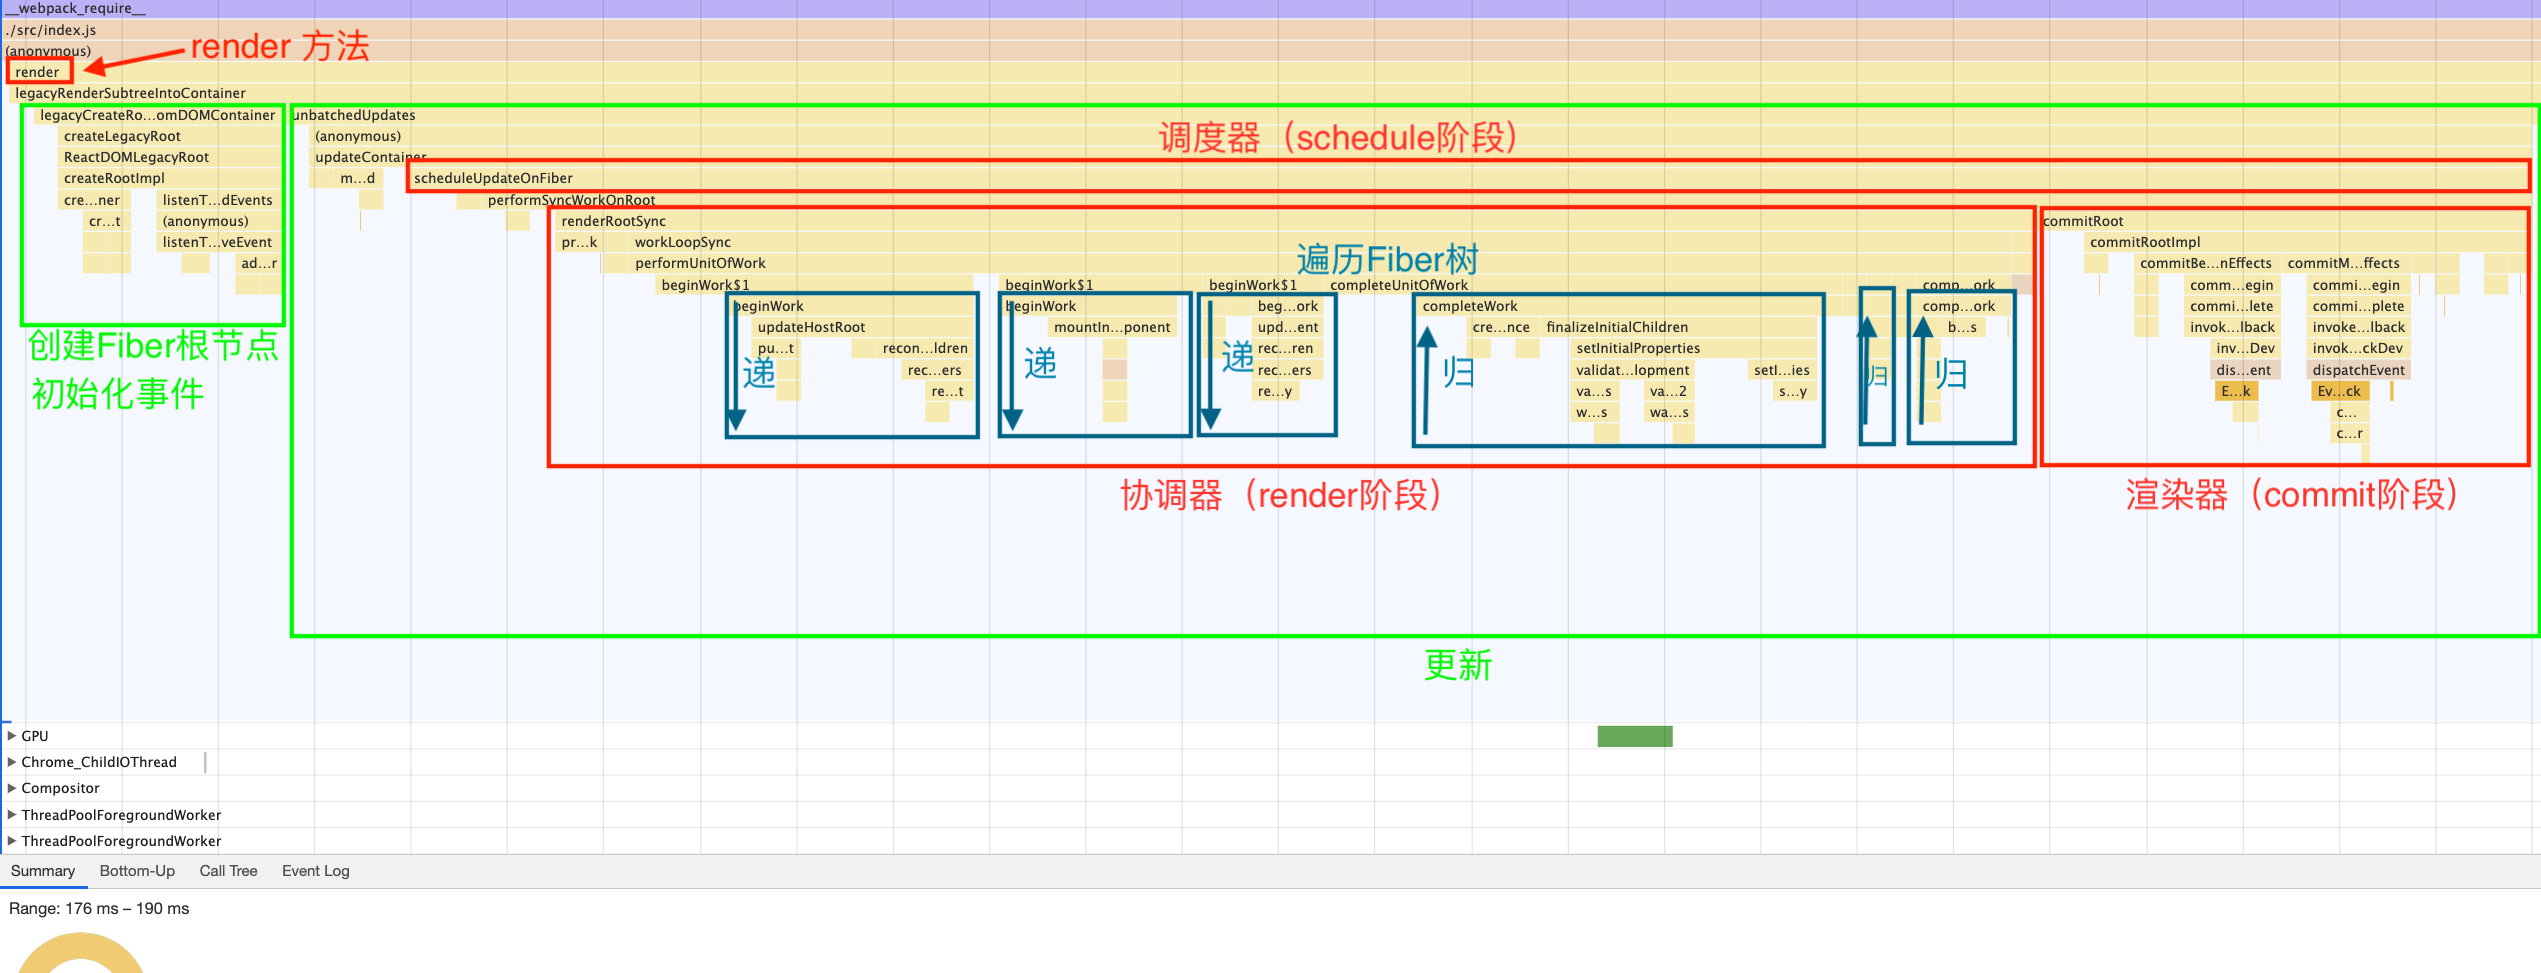 __webpack_require__
./src/index.js
(anonymous)
render 方法
render
legacyRenderSubtreeIntoContainer
legacyCreateRo...omDOMContainer unbatchedUpdates
createLegacyRoot (anonymous)
调度器（schedule阶段）
ReactDOMLegacyRoot updateContainer
createRootImpl m...d scheduleUpdateOnFiber
cre...ner listenT...dEvents performSyncWorkOnRoot
cr...t (anonymous) renderRootSync commitRoot
listenT...veEvent pr...k workLoopSync commitRootImpl
遍历Fiber树
ad...r performUnitOfWork commitBe...nEffects commitM...ffects
beginWork$1 beginWork$1 beginWork$1 completeUnitOfWork comp...ork comm...egin commi...egin
beginWork beginWork beg...ork completeWork comp...ork commi...lete commi...plete
updateHostRoot mountIn...ponent upd...ent cre...nce finalizeInitialChildren b...s invok...lback invoke...lback
pu...t recon...ldren rec...ren setInitialProperties inv...Dev invok...ckDev
递 递 递 归 归 归
rec...ers rec...ers validat...lopment setI...ies dis...ent dispatchEvent
re...t re...y va...s va...2 s...y E...k Ev...ck
w...s wa...s c...
c...r
创建Fiber根节点
初始化事件
协调器（render阶段）
渲染器（commit阶段）
更新
GPU
Chrome_ChildIOThread
Compositor
ThreadPoolForegroundWorker
ThreadPoolForegroundWorker
Summary Bottom-Up Call Tree Event Log
Range: 176 ms – 190 ms